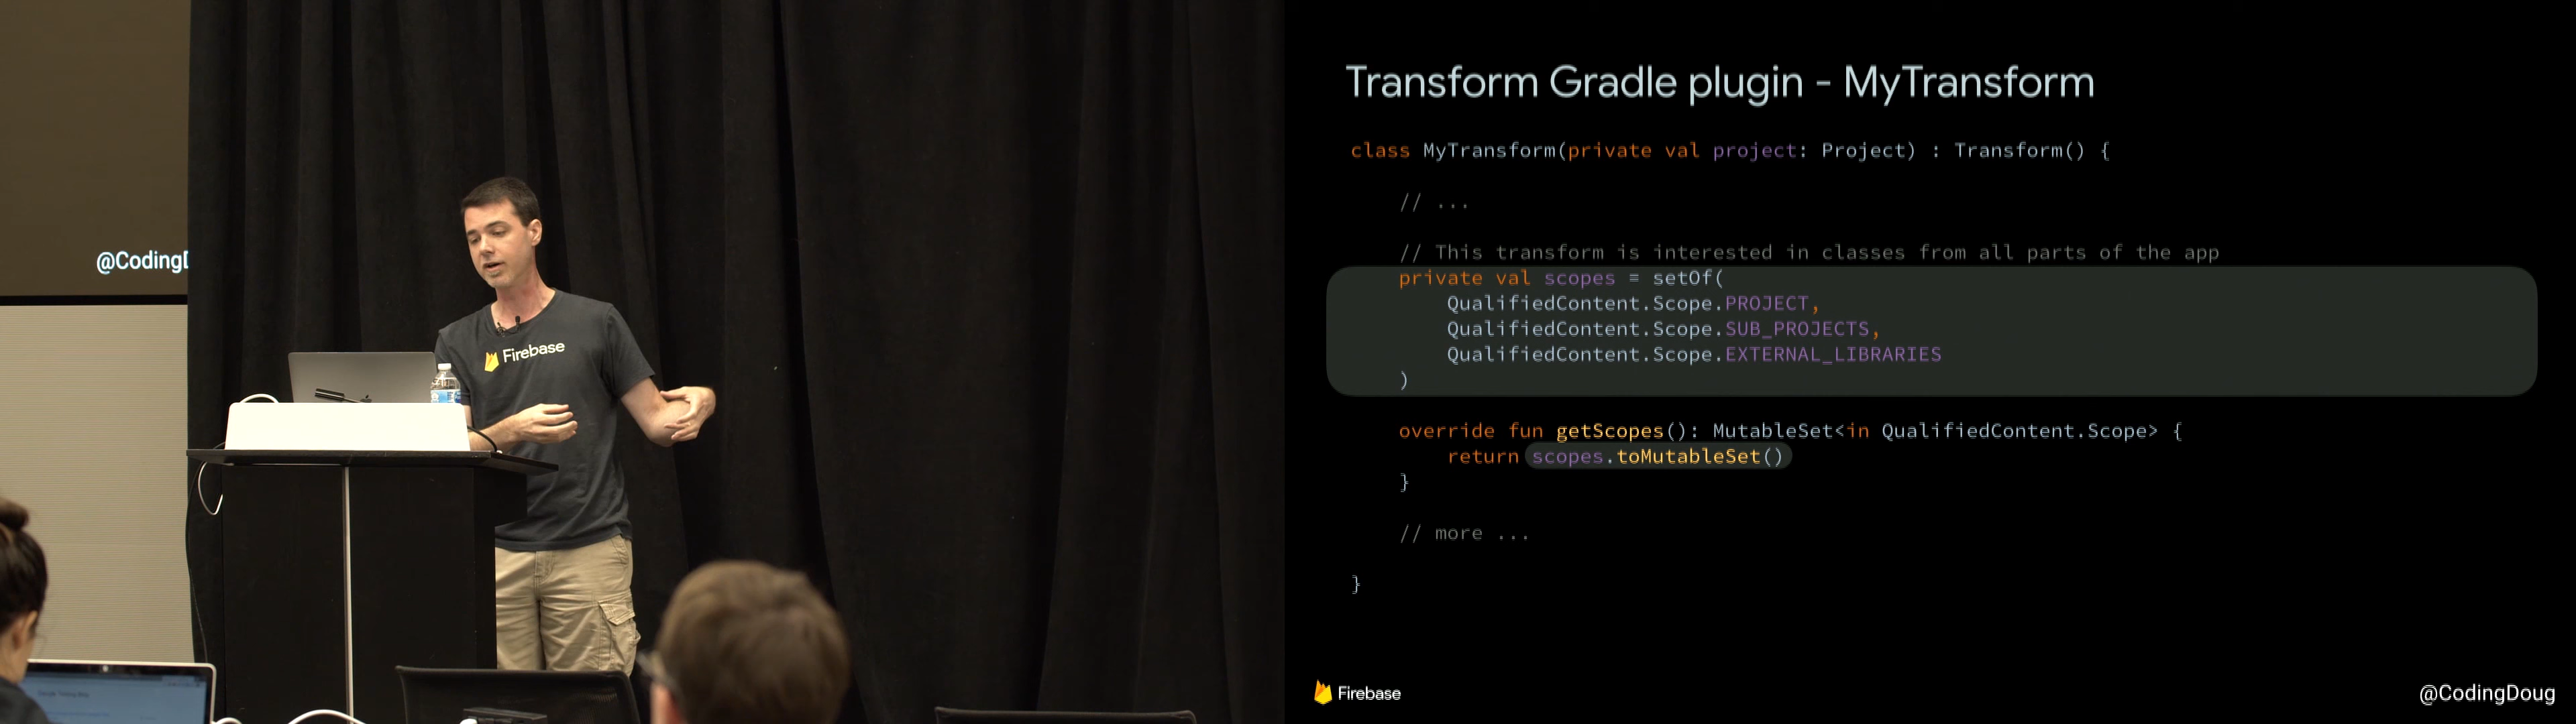 @CodingD
Firebase
Transform Gradle plugin - MyTransform
class MyTransform(private val project: Project) : Transform() {
// ...
// This transform is interested in classes from all parts of the app
private val scopes = setOf(
QualifiedContent.Scope.PROJECT,
QualifiedContent.Scope.SUB_PROJECTS,
QualifiedContent.Scope.EXTERNAL_LIBRARIES
)
override fun getScopes(): MutableSet<in QualifiedContent.Scope> {
return scopes.toMutableSet()
}
// more ...
}
Firebase
@CodingDoug